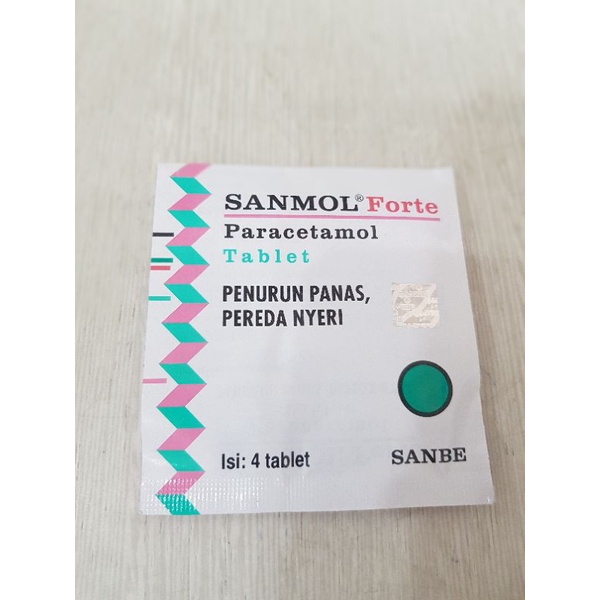 SANMOL® Forte
Paracetamol
Tablet
PENURUN PANAS,
PEREDA NYERI
Isi: 4 tablet
SANBE